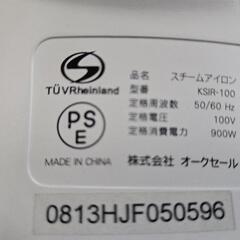 TÜVRheinland
品名 スチームアイロン
型番 KSIR-100
定格周波数 50/60 Hz
定格電圧 100V
定格消費電力 900W
PS
E
MADE IN CHINA
株式会社 オークセール
0813HJF050596